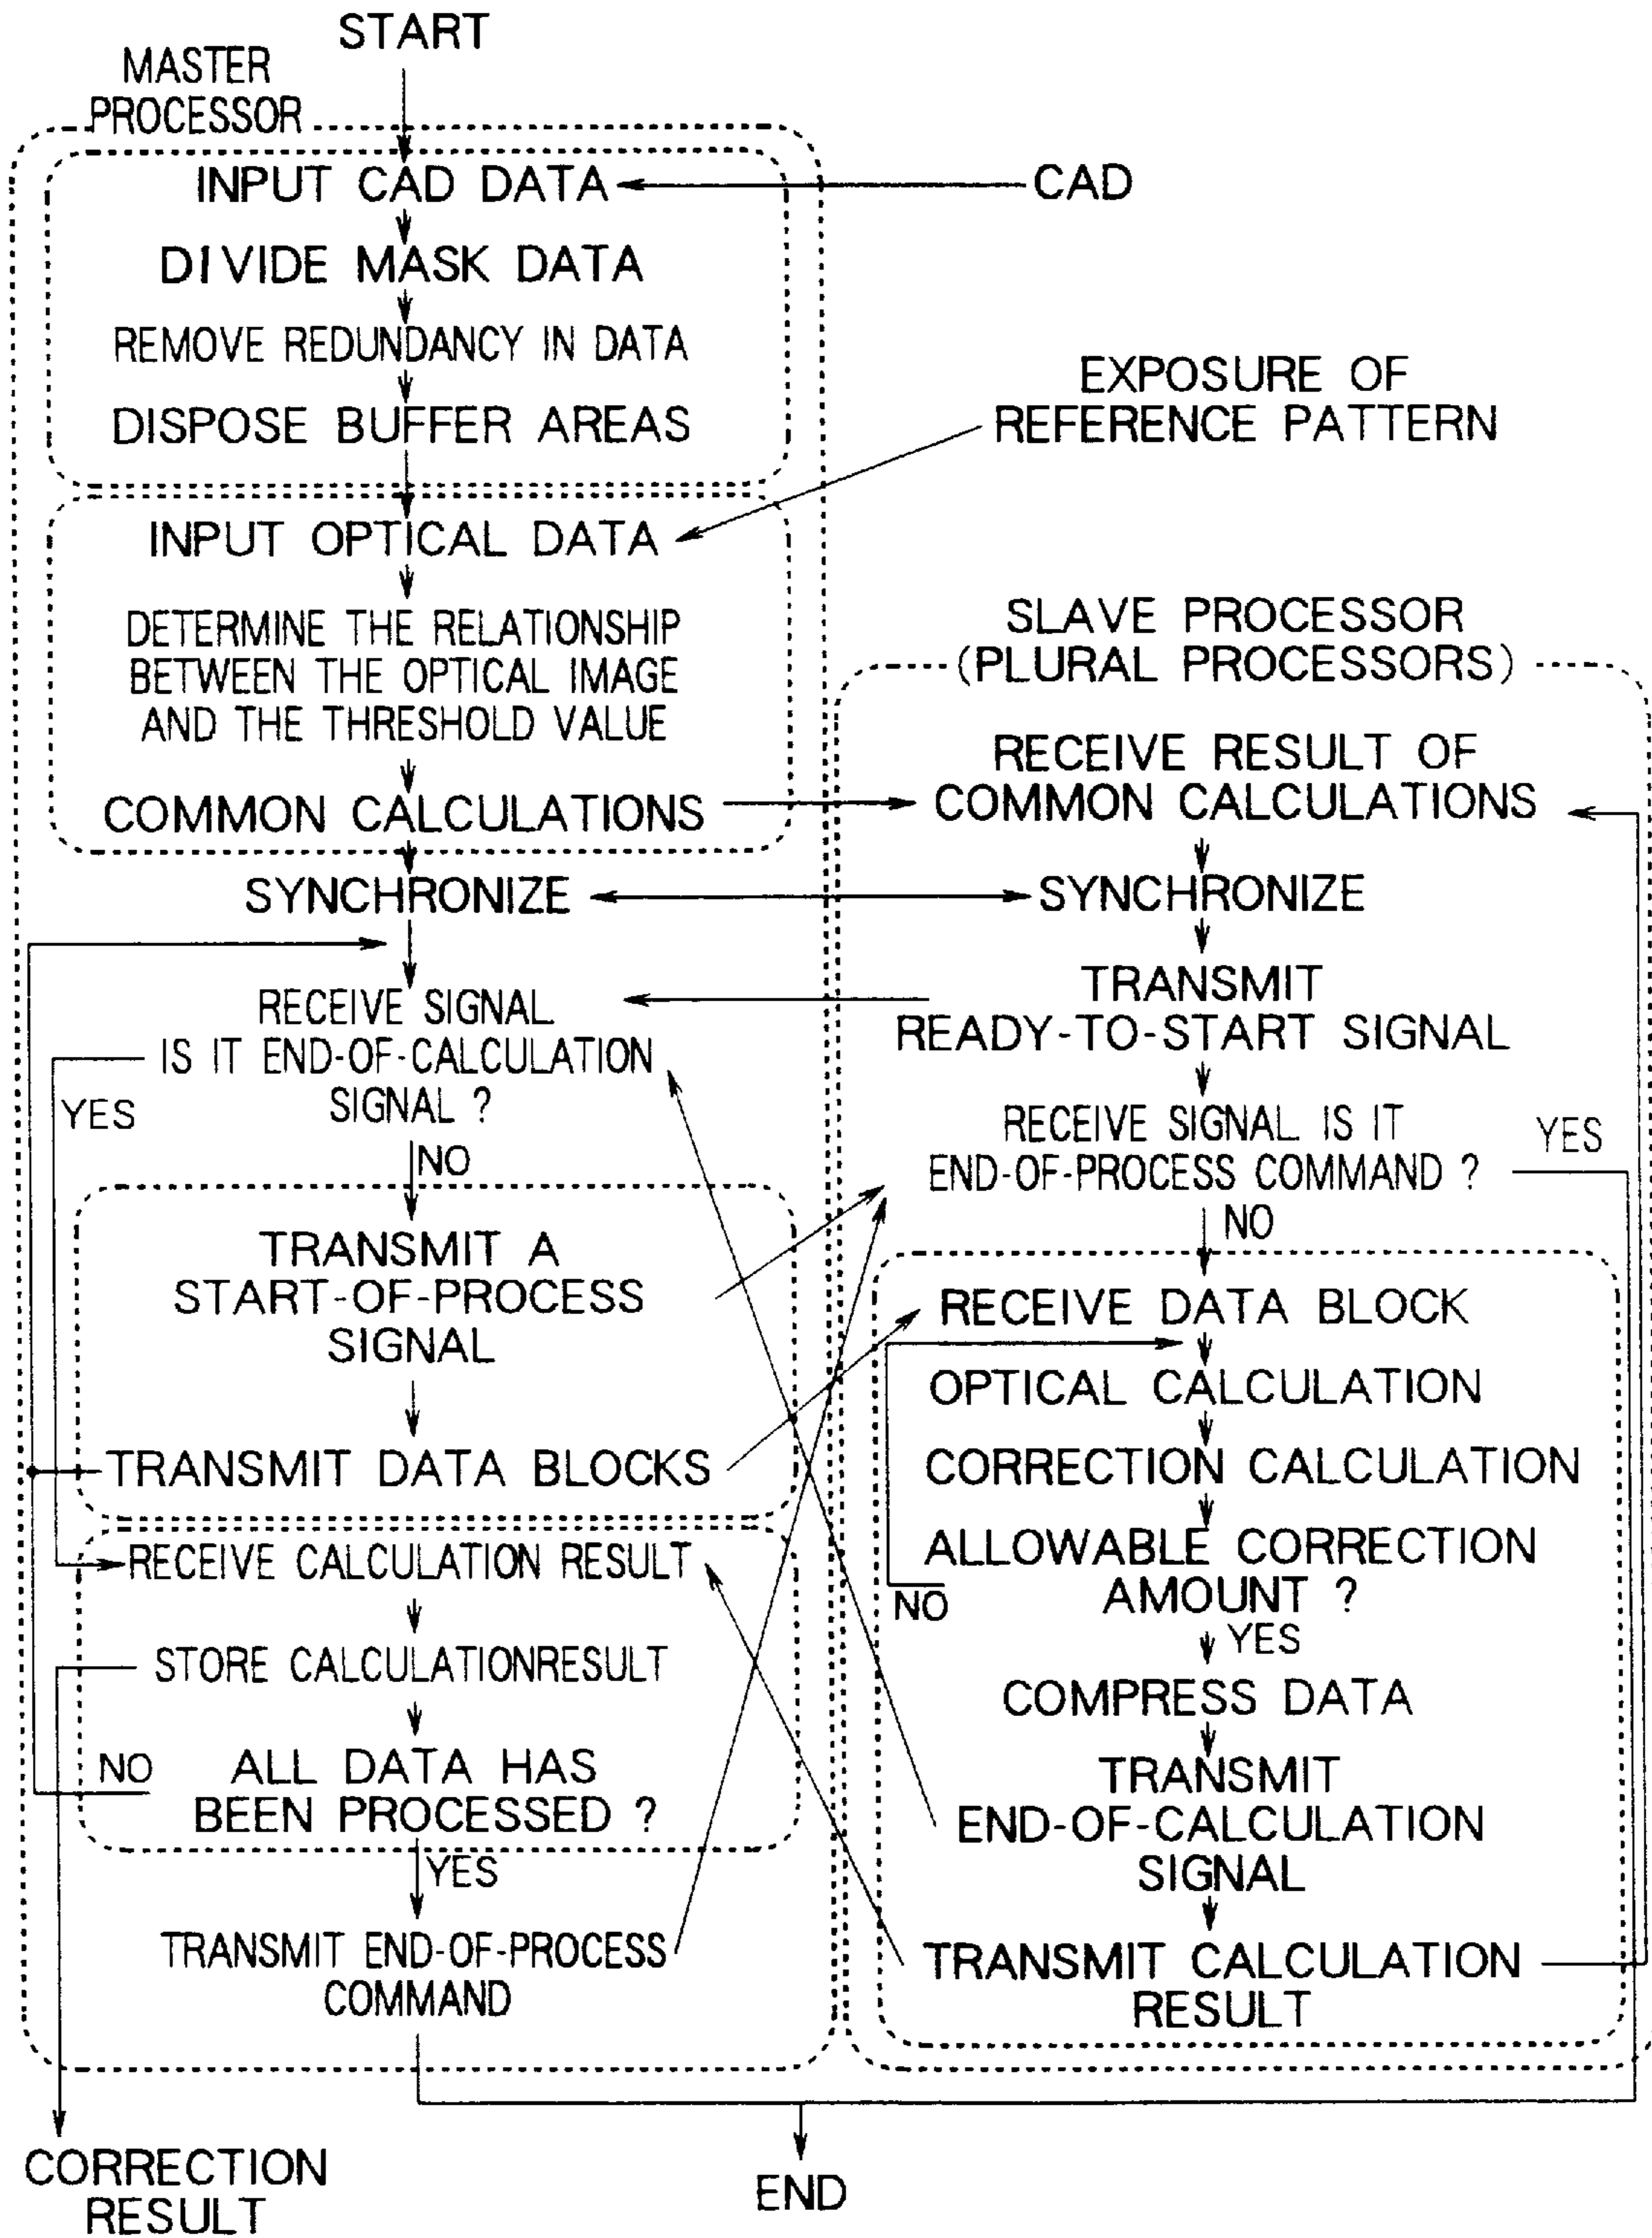 START
MASTER
PROCESSOR
INPUT CAD DATA
CAD
DIVIDE MASK DATA
REMOVE REDUNDANCY IN DATA
DISPOSE BUFFER AREAS
EXPOSURE OF
REFERENCE PATTERN
INPUT OPTICAL DATA
DETERMINE THE RELATIONSHIP
BETWEEN THE OPTICAL IMAGE
AND THE THRESHOLD VALUE
COMMON CALCULATIONS
SYNCHRONIZE
RECEIVE SIGNAL
IS IT END-OF-CALCULATION
SIGNAL ?
YES
NO
TRANSMIT A
START-OF-PROCESS
SIGNAL
TRANSMIT DATA BLOCKS
RECEIVE CALCULATION RESULT
STORE CALCULATIONRESULT
NO
ALL DATA HAS
BEEN PROCESSED ?
YES
TRANSMIT END-OF-PROCESS
COMMAND
SLAVE PROCESSOR
(PLURAL PROCESSORS)
RECEIVE RESULT OF
COMMON CALCULATIONS
SYNCHRONIZE
TRANSMIT
READY-TO-START SIGNAL
RECEIVE SIGNAL IS IT
END-OF-PROCESS COMMAND ?
YES
NO
RECEIVE DATA BLOCK
OPTICAL CALCULATION
CORRECTION CALCULATION
ALLOWABLE CORRECTION
AMOUNT ?
NO
YES
COMPRESS DATA
TRANSMIT
END-OF-CALCULATION
SIGNAL
TRANSMIT CALCULATION
RESULT
CORRECTION
RESULT
END